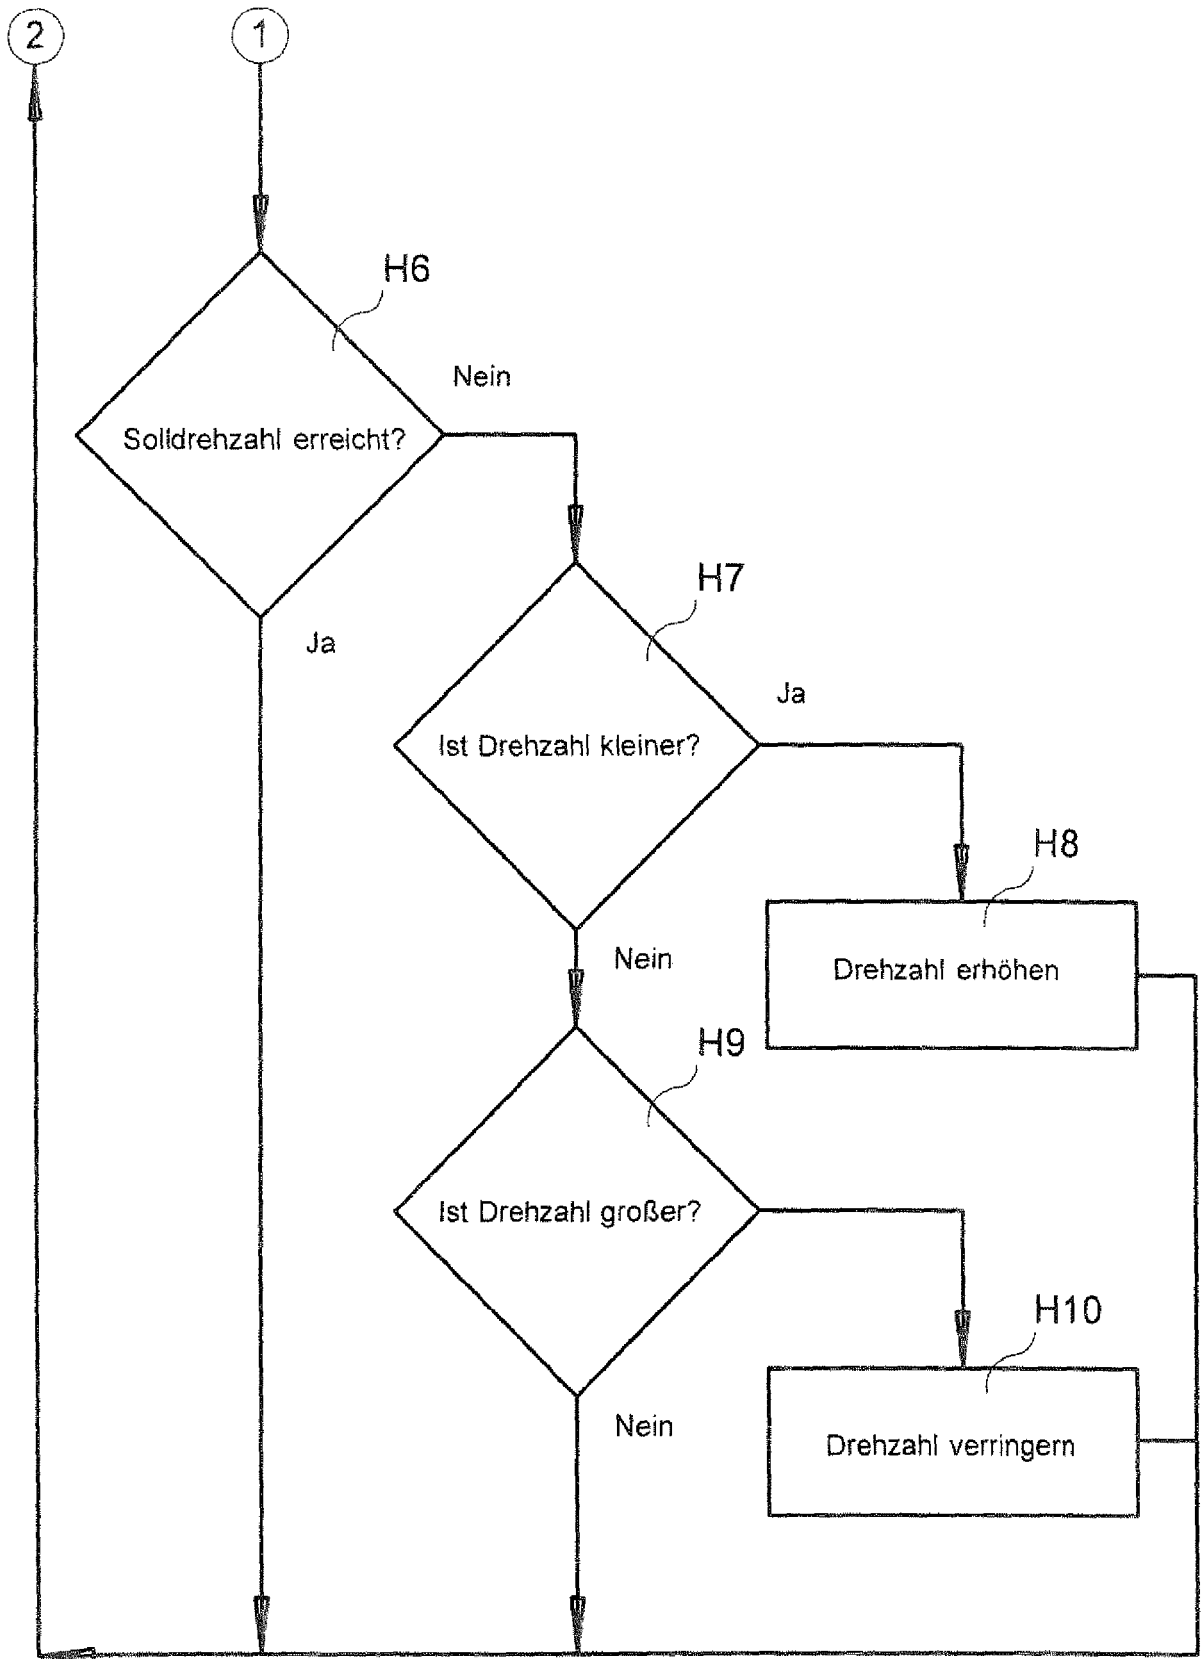 2
1
H6
Nein
Solldrehzahl erreicht?
H7
Ja
Ja
Ist Drehzahl kleiner?
H8
Nein
Drehzahl erhöhen
H9
Ist Drehzahl großer?
H10
Nein
Drehzahl verringern